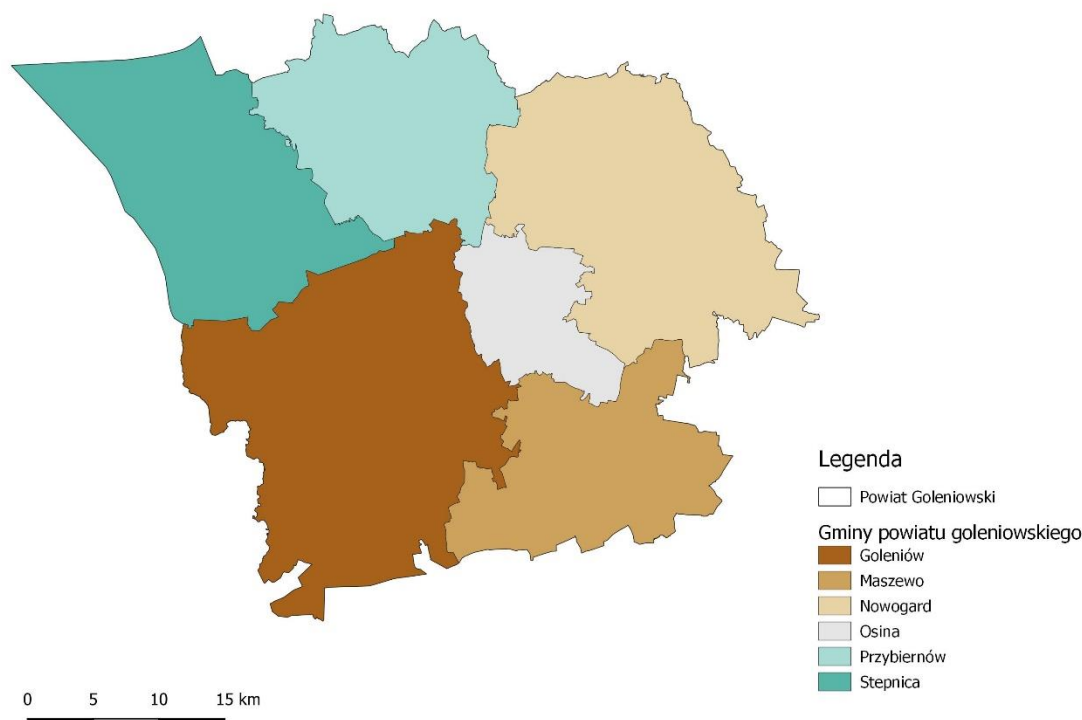 Legenda
Powiat Goleniowski
Gminy powiatu goleniowskiego
Goleniów
Maszewo
Nowogard
Osina
Przybiernów
Stepnica
0 5 10 15 km